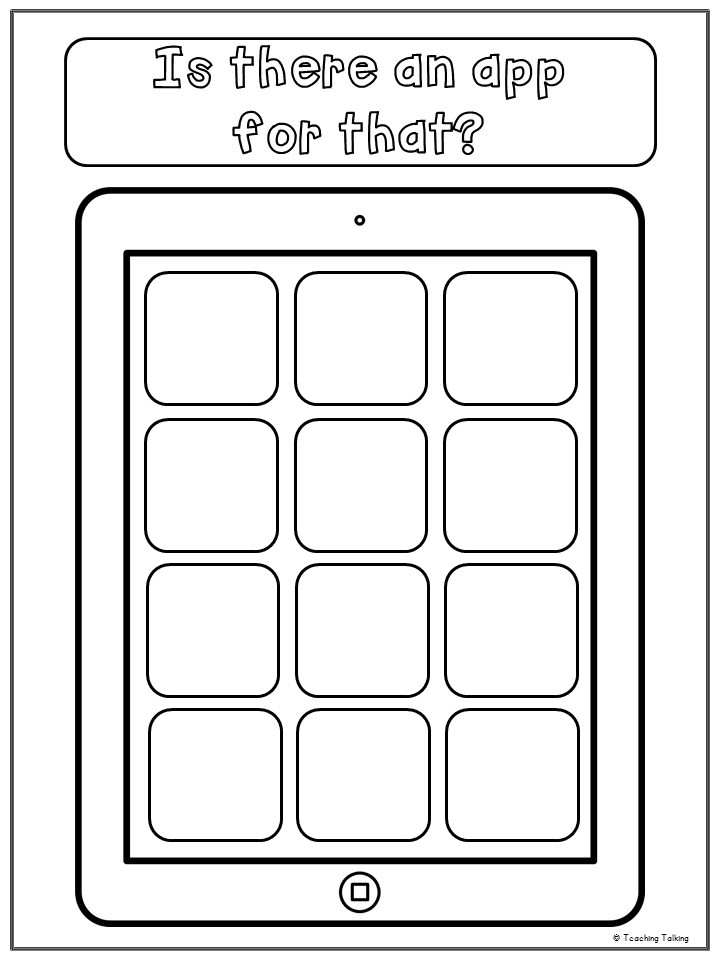 Is there an app
for that?
© Teaching Talking